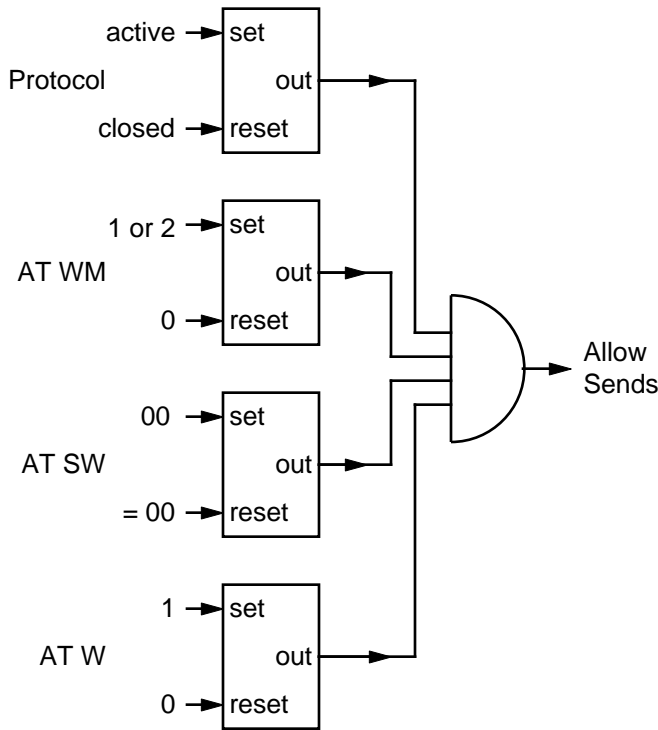 active
set
Protocol
out
closed
reset
1 or 2
set
AT WM
out
0
reset
Allow
Sends
00
set
AT SW
out
= 00
reset
1
set
AT W
out
0
reset